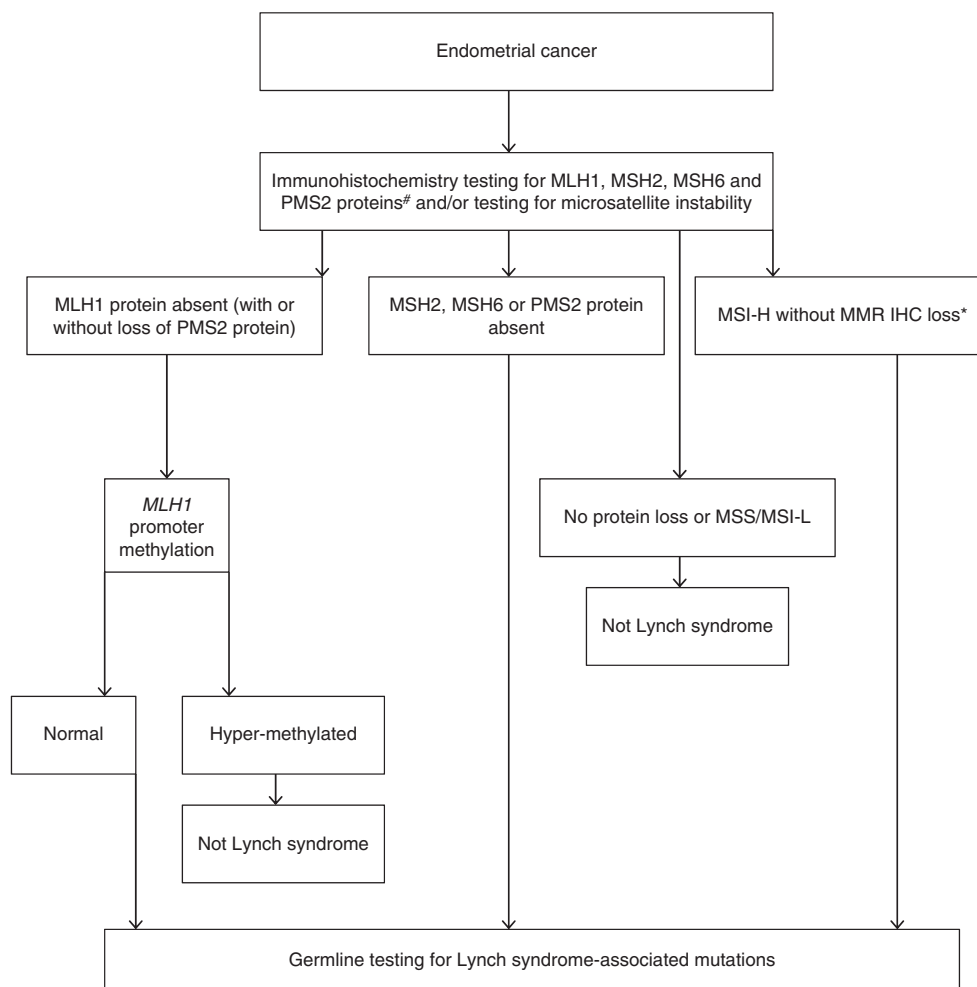 Endometrial cancer
Immunohistochemistry testing for MLH1, MSH2, MSH6 and
PMS2 proteins# and/or testing for microsatellite instability
MLH1 protein absent (with or
without loss of PMS2 protein)
MSH2, MSH6 or PMS2 protein
absent
MSI-H without MMR IHC loss*
MLH1
promoter
methylation
No protein loss or MSS/MSI-L
Not Lynch syndrome
Normal
Hyper-methylated
Not Lynch syndrome
Germline testing for Lynch syndrome-associated mutations